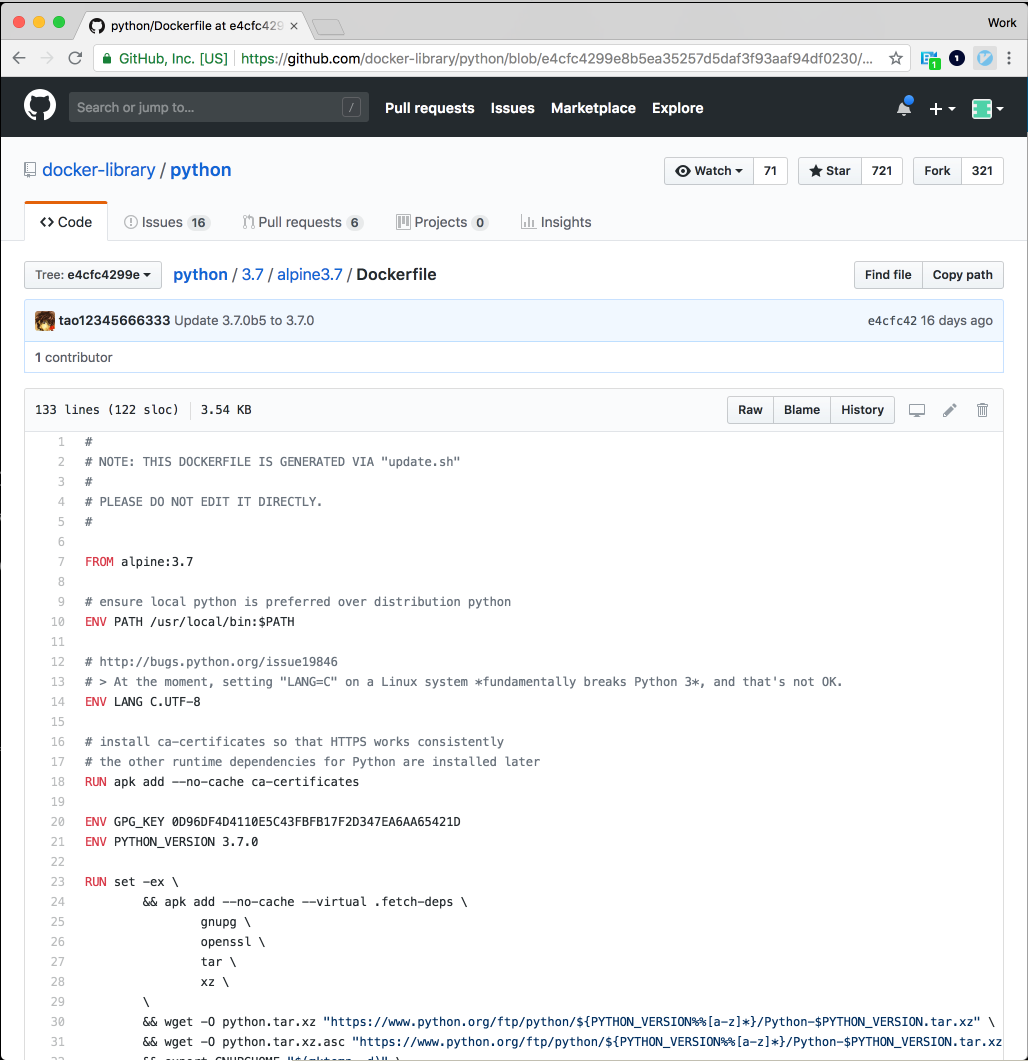 python/Dockerfile at e4cfc429
Work
GitHub, Inc. [US] https://github.com/docker-library/python/blob/e4cfc4299e8b5ea35257d5daf3f93aaf94df0230/...
1
1
Search or jump to...
/
Pull requests Issues Marketplace Explore
docker-library / python
Watch 71 Star 721 Fork 321
Code Issues 16 Pull requests 6 Projects 0 Insights
Tree: e4cfc4299e python / 3.7 / alpine3.7 / Dockerfile Find file Copy path
tao12345666333 Update 3.7.0b5 to 3.7.0 e4cfc42 16 days ago
1 contributor
133 lines (122 sloc) 3.54 KB Raw Blame History
1 #
2 # NOTE: THIS DOCKERFILE IS GENERATED VIA "update.sh"
3 #
4 # PLEASE DO NOT EDIT IT DIRECTLY.
5 #
6
7 FROM alpine:3.7
8
9 # ensure local python is preferred over distribution python
10 ENV PATH /usr/local/bin:$PATH
11
12 # http://bugs.python.org/issue19846
13 # > At the moment, setting "LANG=C" on a Linux system *fundamentally breaks Python 3*, and that's not OK.
14 ENV LANG C.UTF-8
15
16 # install ca-certificates so that HTTPS works consistently
17 # the other runtime dependencies for Python are installed later
18 RUN apk add --no-cache ca-certificates
19
20 ENV GPG_KEY 0D96DF4D4110E5C43FBFB17F2D347EA6AA65421D
21 ENV PYTHON_VERSION 3.7.0
22
23 RUN set -ex \
24 && apk add --no-cache --virtual .fetch-deps \
25 gnupg \
26 openssl \
27 tar \
28 xz \
29 \
30 && wget -O python.tar.xz "https://www.python.org/ftp/python/${PYTHON_VERSION%%[a-z]*}/Python-$PYTHON_VERSION.tar.xz" \
31 && wget -O python.tar.xz.asc "https://www.python.org/ftp/python/${PYTHON_VERSION%%[a-z]*}/Python-$PYTHON_VERSION.tar.xz